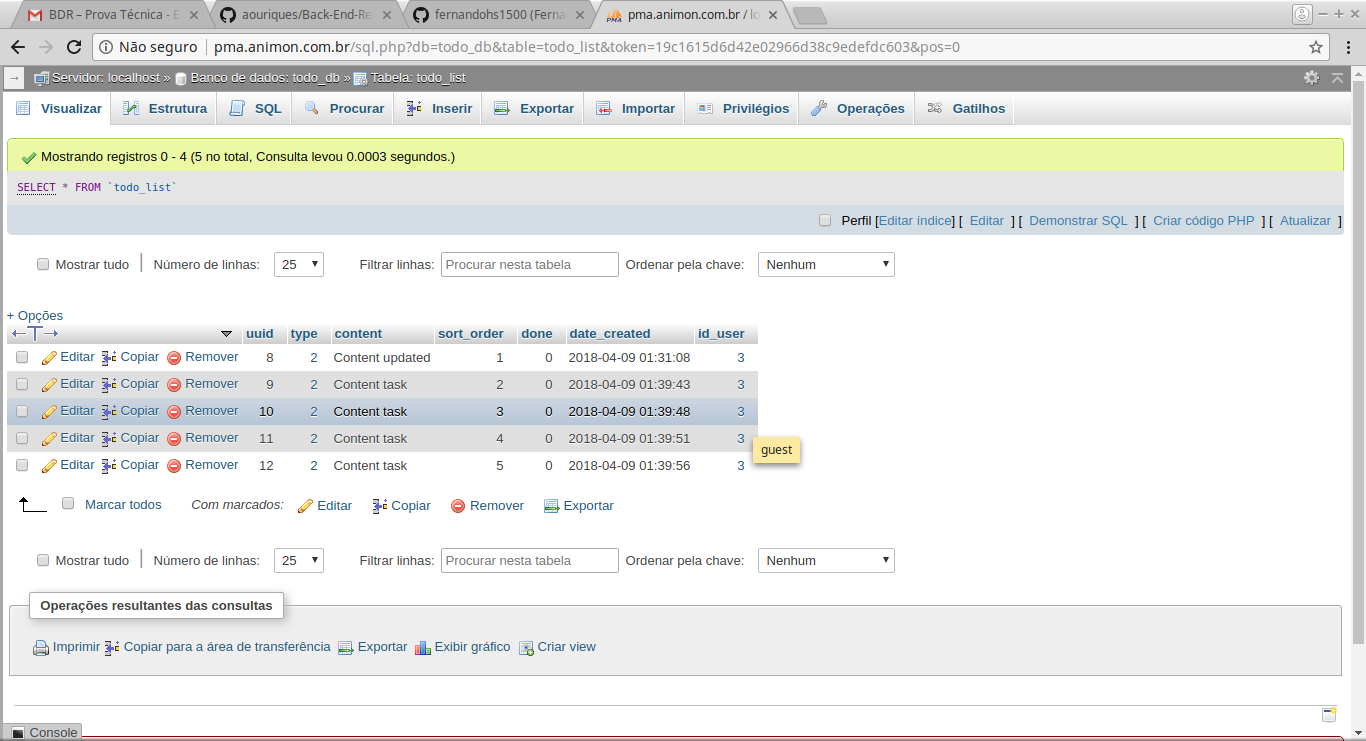 BDR – Prova Técnica - E
aouriques/Back-End-Re
fernandohs1500 (Ferna
pma.animon.com.br / lo
Não seguro
pma.animon.com.br/sql.php?db=todo_db&table=todo_list&token=19c1615d6d42e02966d38c9edefdc603&pos=0
Servidor: localhost » Banco de dados: todo_db » Tabela: todo_list
Visualizar Estrutura SQL Procurar Inserir Exportar Importar Privilégios Operações Gatilhos
Mostrando registros 0 - 4 (5 no total, Consulta levou 0.0003 segundos.)
SELECT * FROM `todo_list`
Perfil [Editar índice] [ Editar ] [ Demonstrar SQL ] [ Criar código PHP ] [ Atualizar ]
Mostrar tudo | Número de linhas: 25 Filtrar linhas: Procurar nesta tabela Ordenar pela chave: Nenhum
+ Opções
←T→ uuid type content sort_order done date_created id_user
Editar Copiar Remover 8 2 Content updated 1 0 2018-04-09 01:31:08 3
Editar Copiar Remover 9 2 Content task 2 0 2018-04-09 01:39:43 3
Editar Copiar Remover 10 2 Content task 3 0 2018-04-09 01:39:48 3
Editar Copiar Remover 11 2 Content task 4 0 2018-04-09 01:39:51 3
guest
Editar Copiar Remover 12 2 Content task 5 0 2018-04-09 01:39:56 3
Marcar todos Com marcados: Editar Copiar Remover Exportar
Mostrar tudo | Número de linhas: 25 Filtrar linhas: Procurar nesta tabela Ordenar pela chave: Nenhum
Operações resultantes das consultas
Imprimir Copiar para a área de transferência Exportar Exibir gráfico Criar view
Console